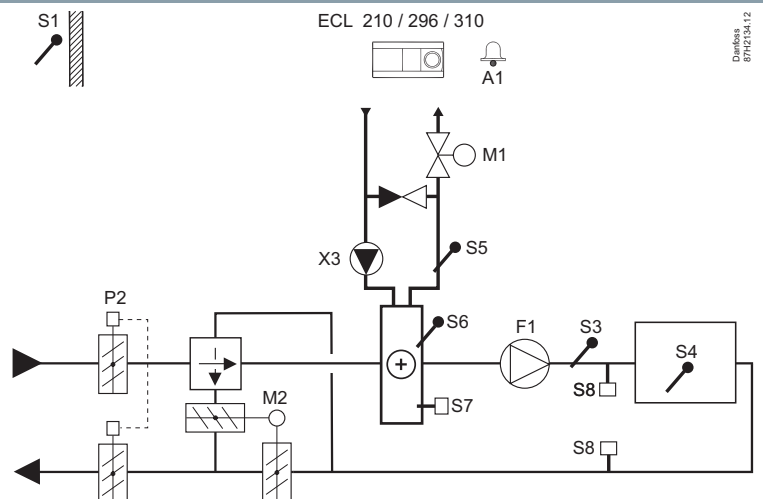 S1
ECL 210 / 296 / 310
Danfoss
87H2134.12
A1
M1
X3
S5
P2
S6
F1
S3
S4
M2
S7
S8
S8